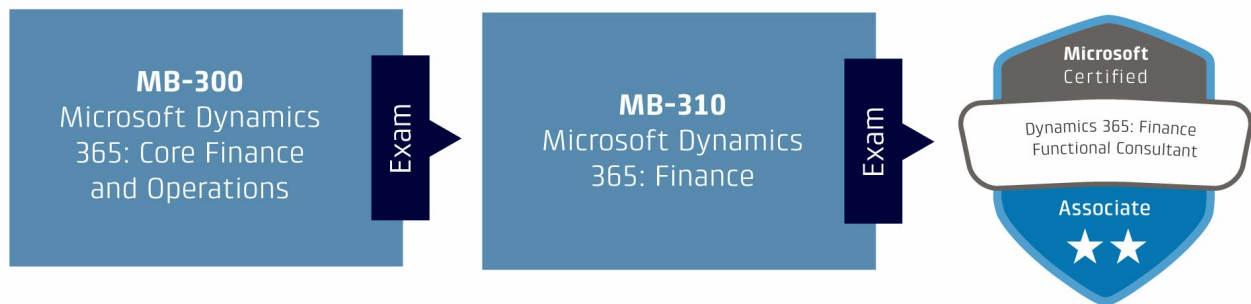 MB-300
Microsoft Dynamics
365: Core Finance
and Operations
Exam
MB-310
Microsoft Dynamics
365: Finance
Exam
Microsoft
Certified
Dynamics 365: Finance
Functional Consultant
Associate